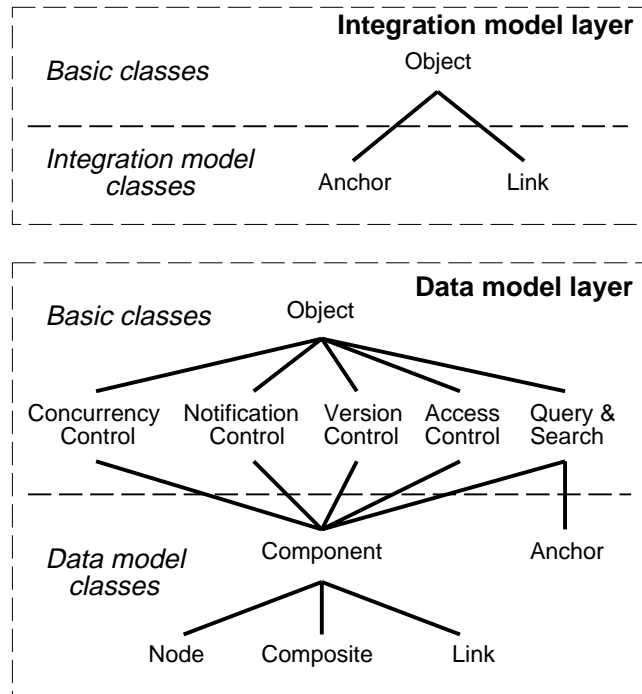 Integration model layer
Basic classes
Object
Integration model
classes
Anchor
Link
Data model layer
Basic classes
Object
Concurrency
Control
Notification
Control
Version
Control
Access
Control
Query &
Search
Data model
classes
Component
Anchor
Node
Composite
Link